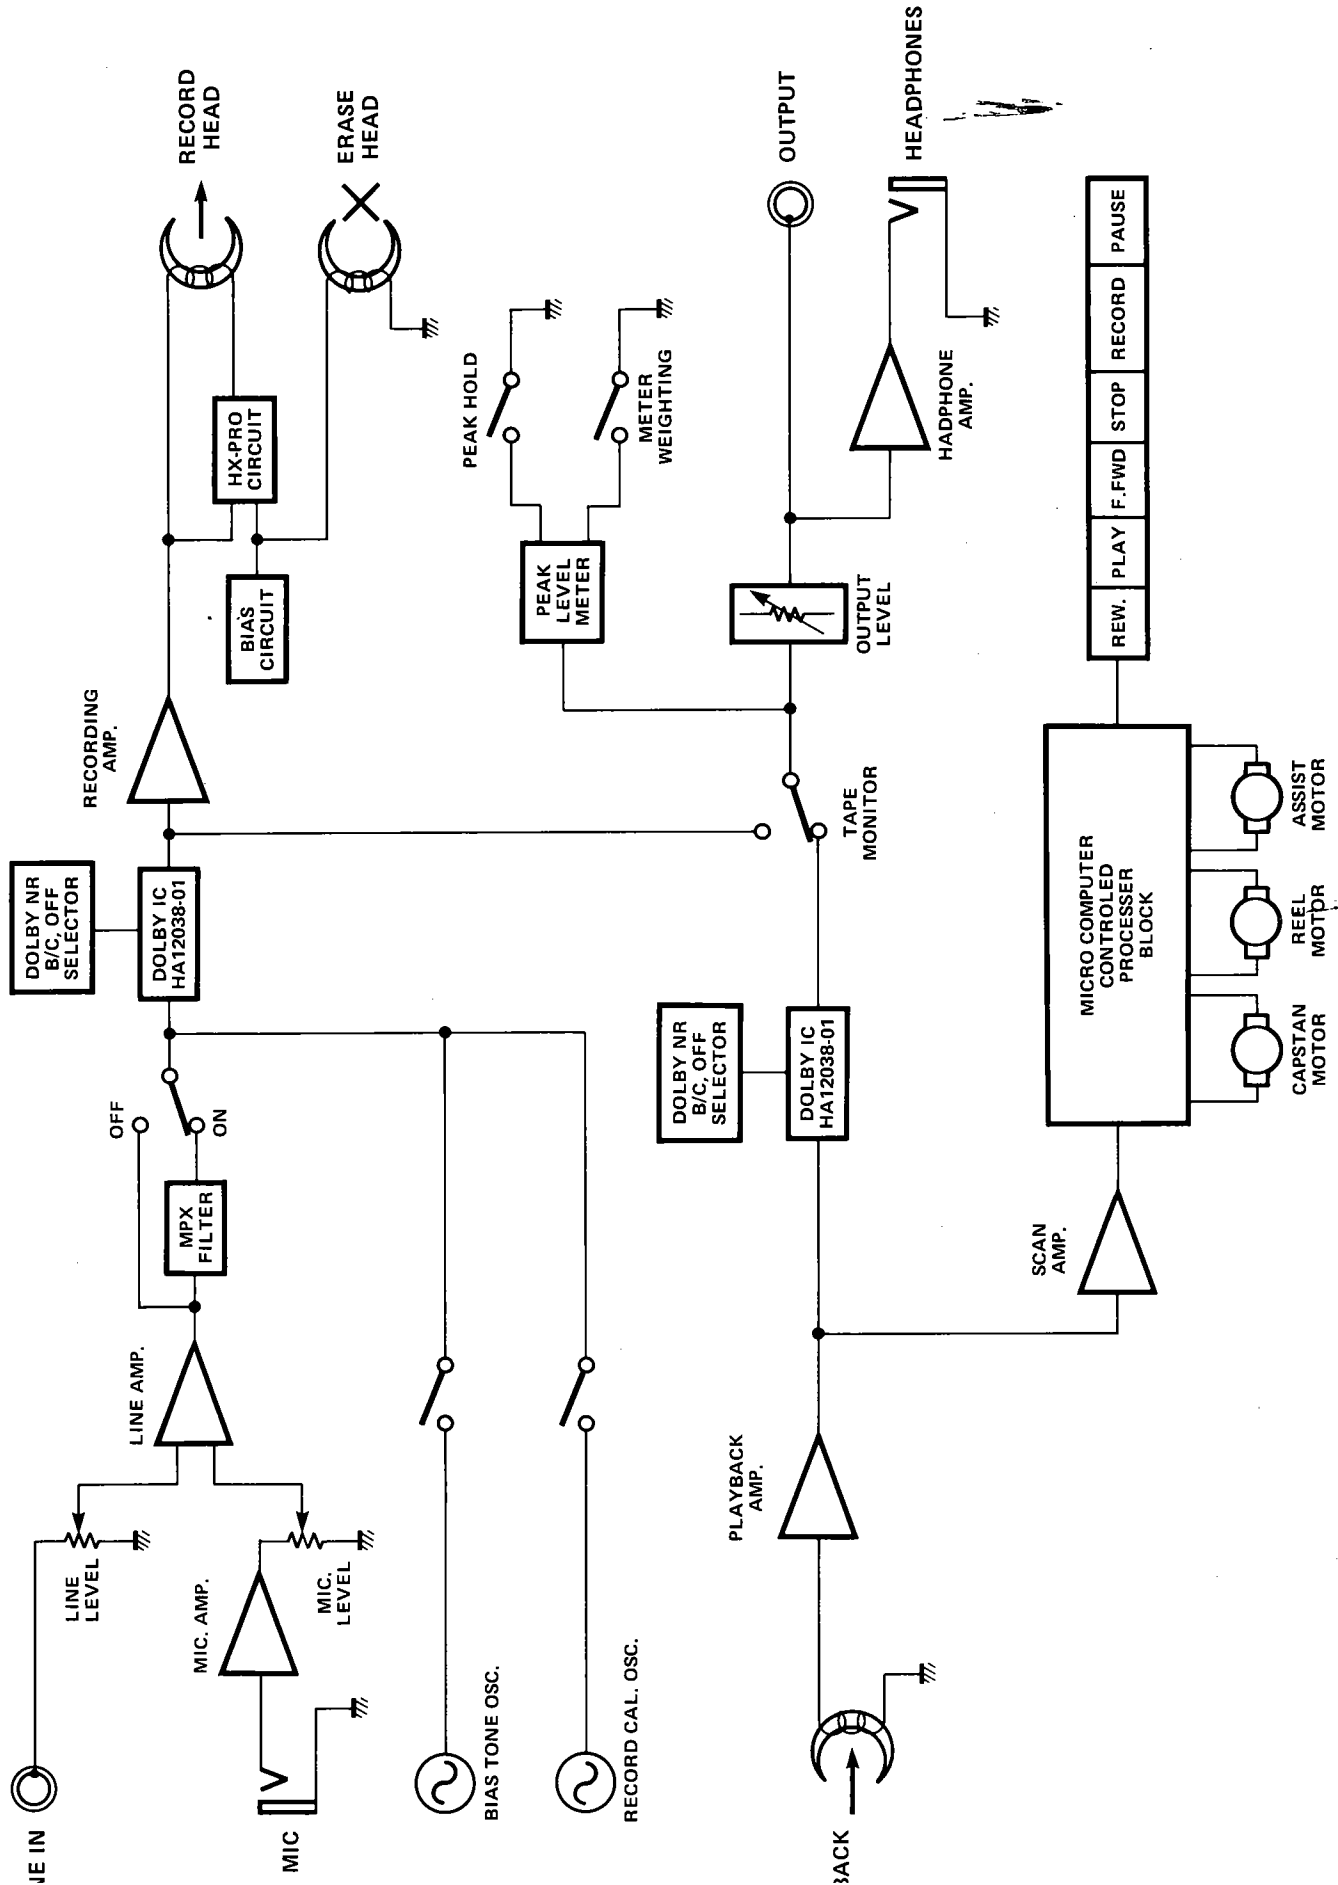 NE IN
LINE
LEVEL
MIC
MIC. AMP.
MIC.
LEVEL
LINE AMP.
MPX
FILTER
OFF
ON
DOLBY NR
B/C, OFF
SELECTOR
DOLBY IC
HA12038-01
RECORDING
AMP.
BIAS
CIRCUIT
HX-PRO
CIRCUIT
RECORD
HEAD
ERASE
HEAD
BIAS TONE OSC.
RECORD CAL. OSC.
PEAK
LEVEL
METER
PEAK HOLD
METER
WEIGHTING
BACK
PLAYBACK
AMP.
DOLBY NR
B/C, OFF
SELECTOR
DOLBY IC
HA12038-01
TAPE
MONITOR
OUTPUT
LEVEL
OUTPUT
HADPHONE
AMP.
HEADPHONES
SCAN
AMP.
MICRO COMPUTER
CONTROLED
PROCESSER
BLOCK
CAPSTAN
MOTOR
REEL
MOTOR
ASSIST
MOTOR
REW.
PLAY
F.FWD
STOP
RECORD
PAUSE